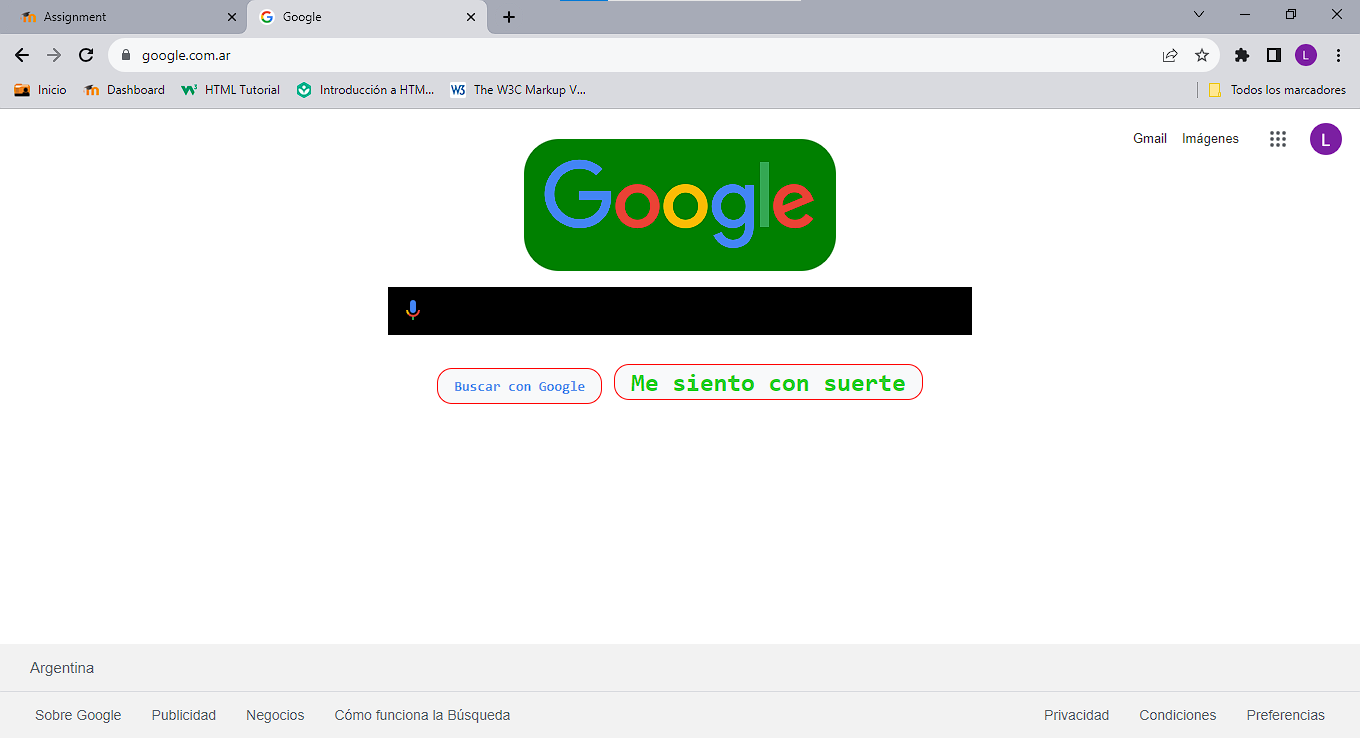 Assignment
Google
google.com.ar
L
Inicio
Dashboard
HTML Tutorial
Introducción a HTM...
The W3C Markup V...
Todos los marcadores
Gmail
Imágenes
L
Google
Buscar con Google
Me siento con suerte
Argentina
Sobre Google
Publicidad
Negocios
Cómo funciona la Búsqueda
Privacidad
Condiciones
Preferencias